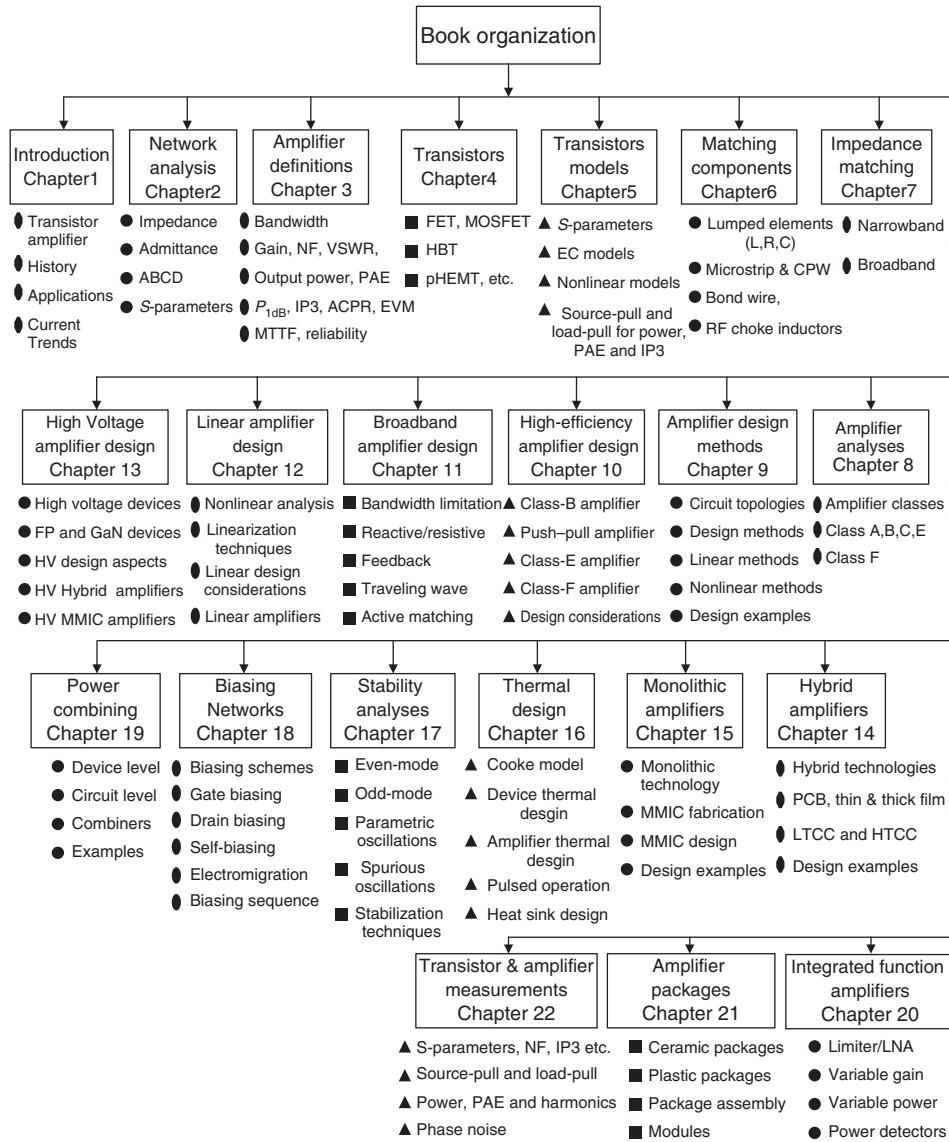 Book organization
Introduction
Chapter1
Transistor
amplifier
History
Applications
Current
Trends
Network
analysis
Chapter2
Impedance
Admittance
ABCD
S-parameters
Amplifier
definitions
Chapter 3
Bandwidth
Gain, NF, VSWR,
Output power, PAE
P1dB, IP3, ACPR, EVM
MTTF, reliability
Transistors
Chapter4
FET, MOSFET
HBT
pHEMT, etc.
Transistors
models
Chapter5
S-parameters
EC models
Nonlinear models
Source-pull and
load-pull for power,
PAE and IP3
Matching
components
Chapter6
Lumped elements
(L,R,C)
Microstrip & CPW
Bond wire,
RF choke inductors
Impedance
matching
Chapter7
Narrowband
Broadband
High Voltage
amplifier design
Chapter 13
High voltage devices
FP and GaN devices
HV design aspects
HV Hybrid amplifiers
HV MMIC amplifiers
Linear amplifier
design
Chapter 12
Nonlinear analysis
Linearization
techniques
Linear design
considerations
Linear amplifiers
Broadband
amplifier design
Chapter 11
Bandwidth limitation
Reactive/resistive
Feedback
Traveling wave
Active matching
High-efficiency
amplifier design
Chapter 10
Class-B amplifier
Push–pull amplifier
Class-E amplifier
Class-F amplifier
Design considerations
Amplifier design
methods
Chapter 9
Circuit topologies
Design methods
Linear methods
Nonlinear methods
Design examples
Amplifier
analyses
Chapter 8
Amplifier classes
Class A,B,C,E
Class F
Power
combining
Chapter 19
Device level
Circuit level
Combiners
Examples
Biasing
Networks
Chapter 18
Biasing schemes
Gate biasing
Drain biasing
Self-biasing
Electromigration
Biasing sequence
Stability
analyses
Chapter 17
Even-mode
Odd-mode
Parametric
oscillations
Spurious
oscillations
Stabilization
techniques
Thermal
design
Chapter 16
Cooke model
Device thermal
desgin
Amplifier thermal
desgin
Pulsed operation
Heat sink design
Monolithic
amplifiers
Chapter 15
Monolithic
technology
MMIC fabrication
MMIC design
Design examples
Hybrid
amplifiers
Chapter 14
Hybrid technologies
PCB, thin & thick film
LTCC and HTCC
Design examples
Transistor & amplifier
measurements
Chapter 22
S-parameters, NF, IP3 etc.
Source-pull and load-pull
Power, PAE and harmonics
Phase noise
Amplifier
packages
Chapter 21
Ceramic packages
Plastic packages
Package assembly
Modules
Integrated function
amplifiers
Chapter 20
Limiter/LNA
Variable gain
Variable power
Power detectors